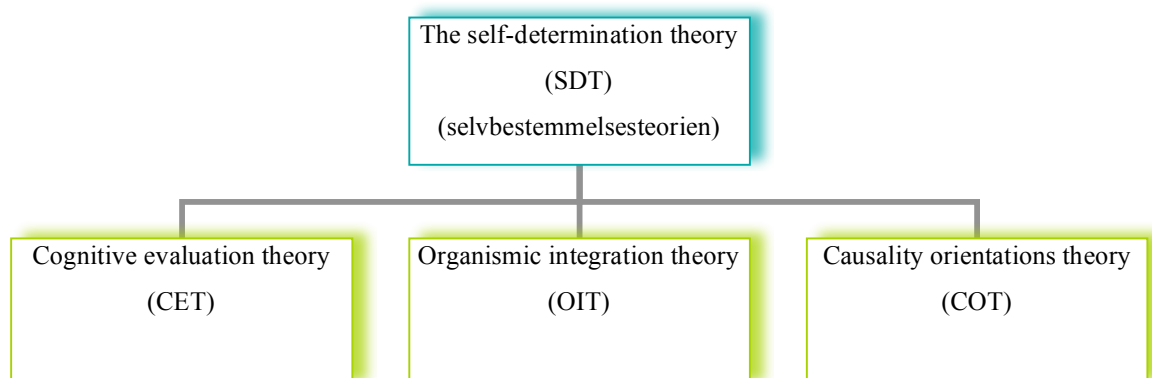 The self-determination theory
(SDT)
(selvbestemmelsesteorien)
Cognitive evaluation theory
(CET)
Organismic integration theory
(OIT)
Causality orientations theory
(COT)